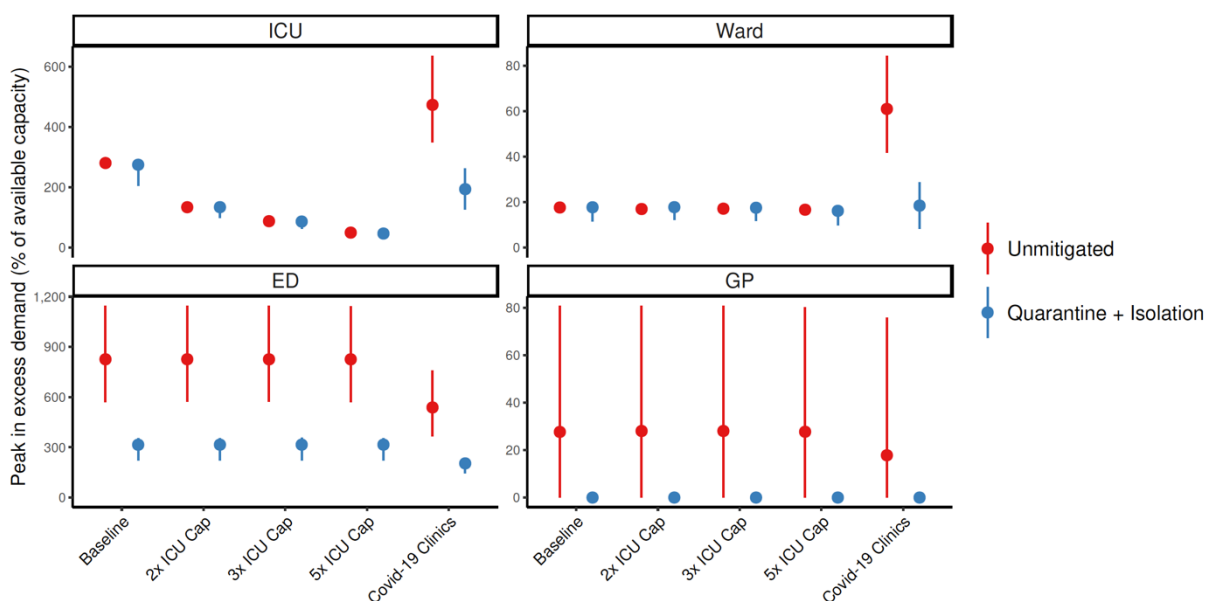 ICU
Ward
Peak in excess demand (% of available capacity)
600
400
200
0
80
60
40
20
0
ED
GP
1,200
900
600
300
0
80
60
40
20
0
Baseline
2x ICU Cap
3x ICU Cap
5x ICU Cap
Covid-19 Clinics
Baseline
2x ICU Cap
3x ICU Cap
5x ICU Cap
Covid-19 Clinics
Unmitigated
Quarantine + Isolation